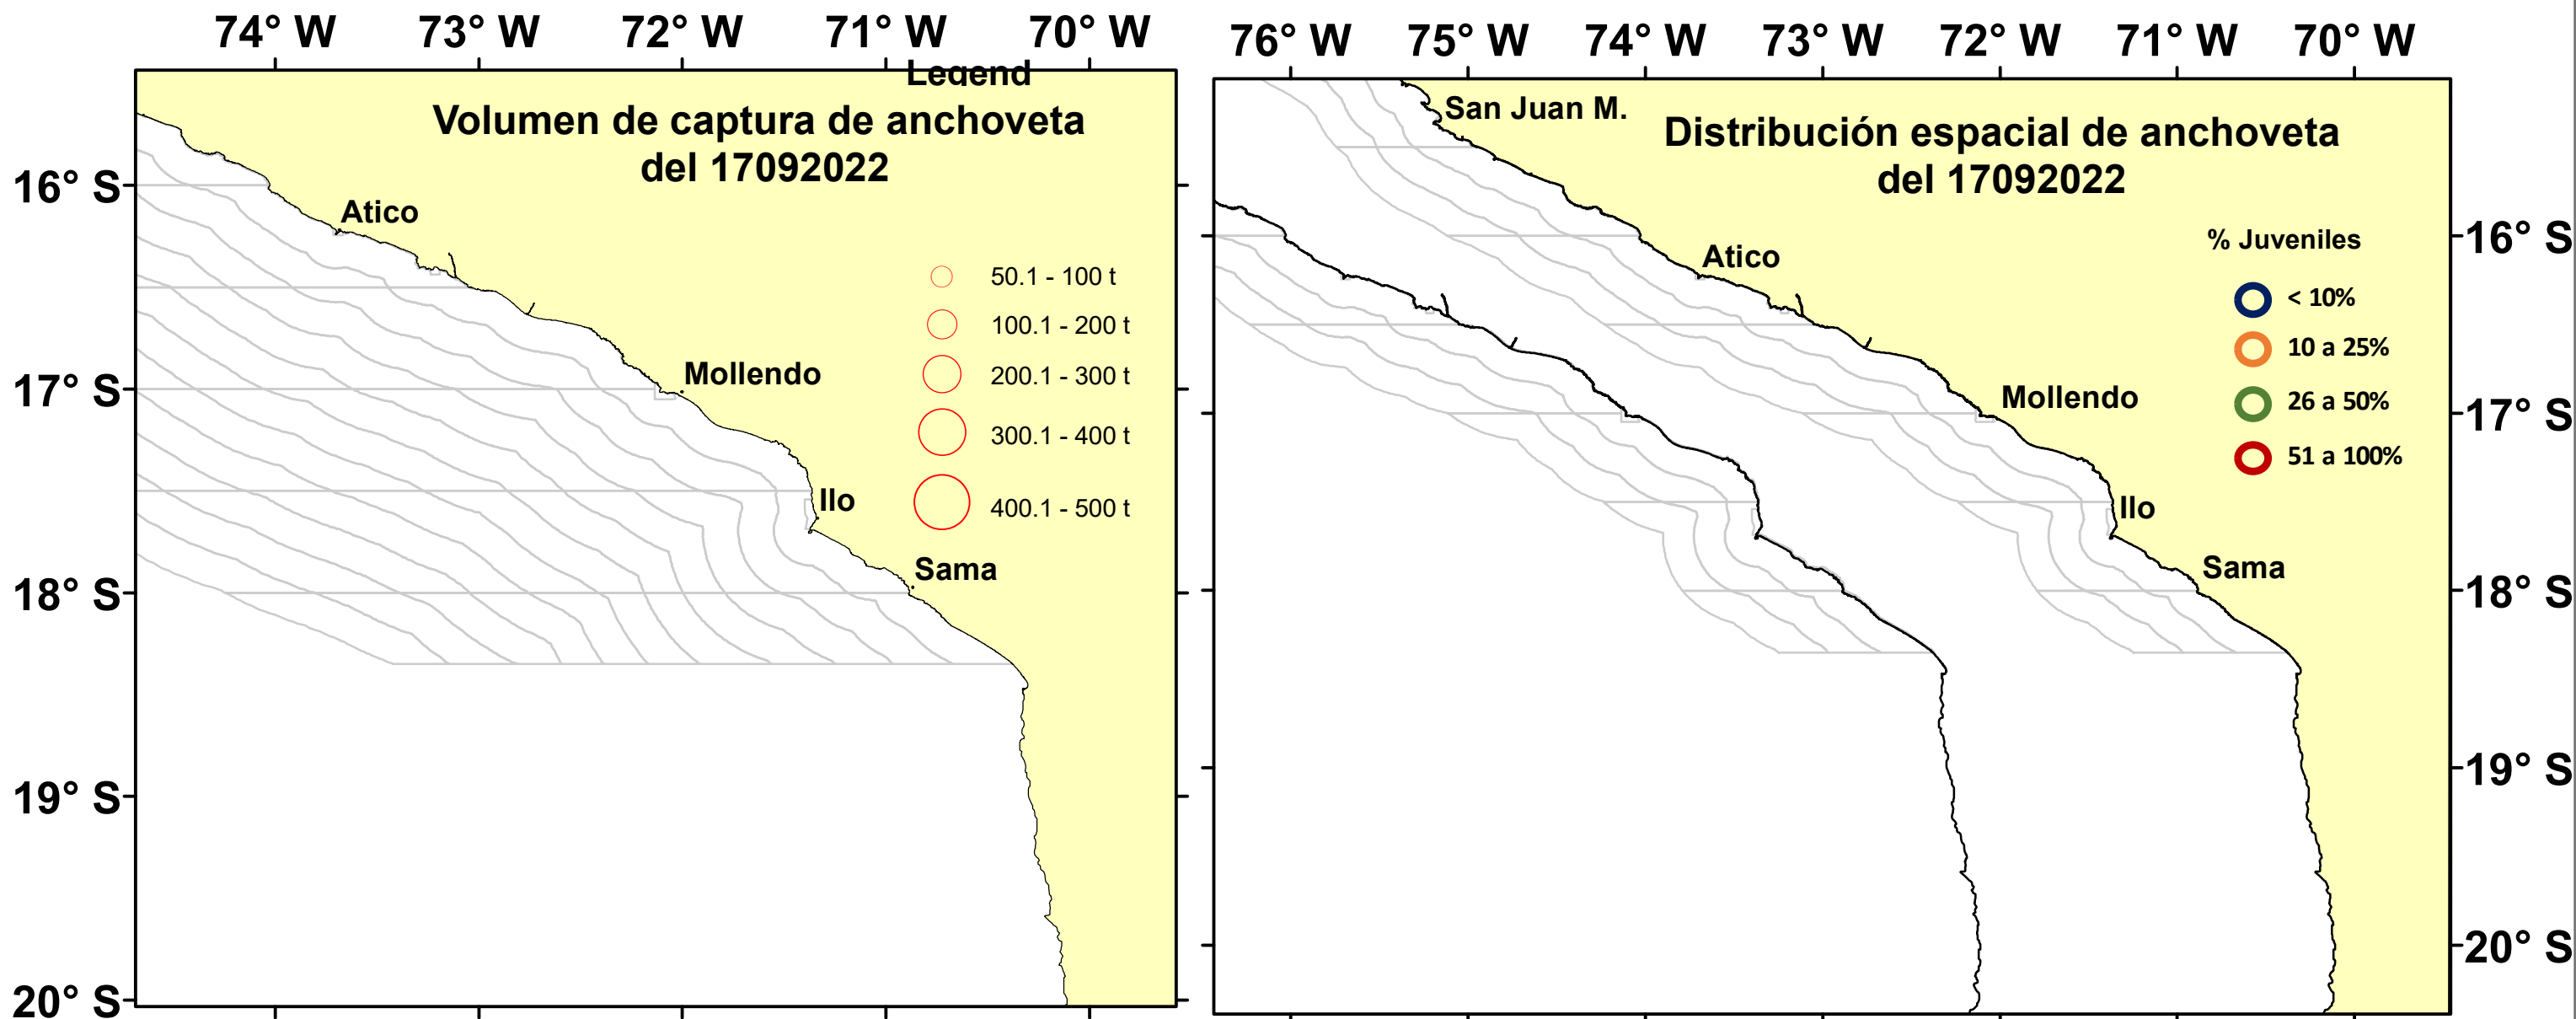 74° W 73° W 72° W 71° W 70° W
Legend
Volumen de captura de anchoveta
del 17092022
16° S
Atico
50.1 - 100 t
100.1 - 200 t
200.1 - 300 t
300.1 - 400 t
400.1 - 500 t
17° S
Mollendo
Ilo
18° S
Sama
19° S
20° S
76° W 75° W 74° W 73° W 72° W 71° W 70° W
San Juan M.
Distribución espacial de anchoveta
del 17092022
% Juveniles
< 10%
10 a 25%
26 a 50%
51 a 100%
Atico
16° S
Mollendo
17° S
Ilo
Sama
18° S
19° S
20° S